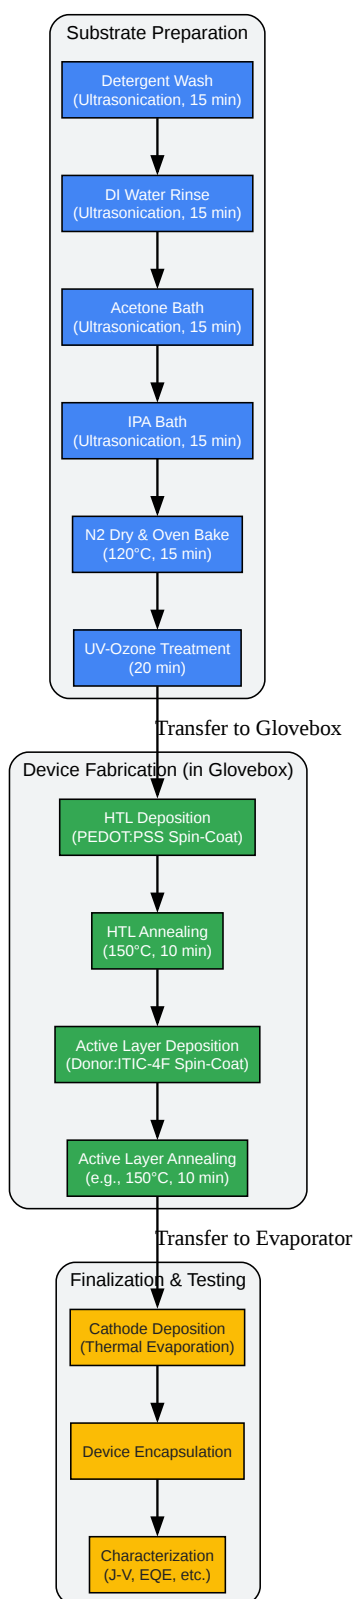 Substrate Preparation
Detergent Wash
(Ultrasonication, 15 min)
DI Water Rinse
(Ultrasonication, 15 min)
Acetone Bath
(Ultrasonication, 15 min)
IPA Bath
(Ultrasonication, 15 min)
N2 Dry & Oven Bake
(120°C, 15 min)
UV-Ozone Treatment
(20 min)
Transfer to Glovebox
Device Fabrication (in Glovebox)
HTL Deposition
(PEDOT:PSS Spin-Coat)
HTL Annealing
(150°C, 10 min)
Active Layer Deposition
(Donor:ITIC-4F Spin-Coat)
Active Layer Annealing
(e.g., 150°C, 10 min)
Transfer to Evaporator
Finalization & Testing
Cathode Deposition
(Thermal Evaporation)
Device Encapsulation
Characterization
(J-V, EQE, etc.)